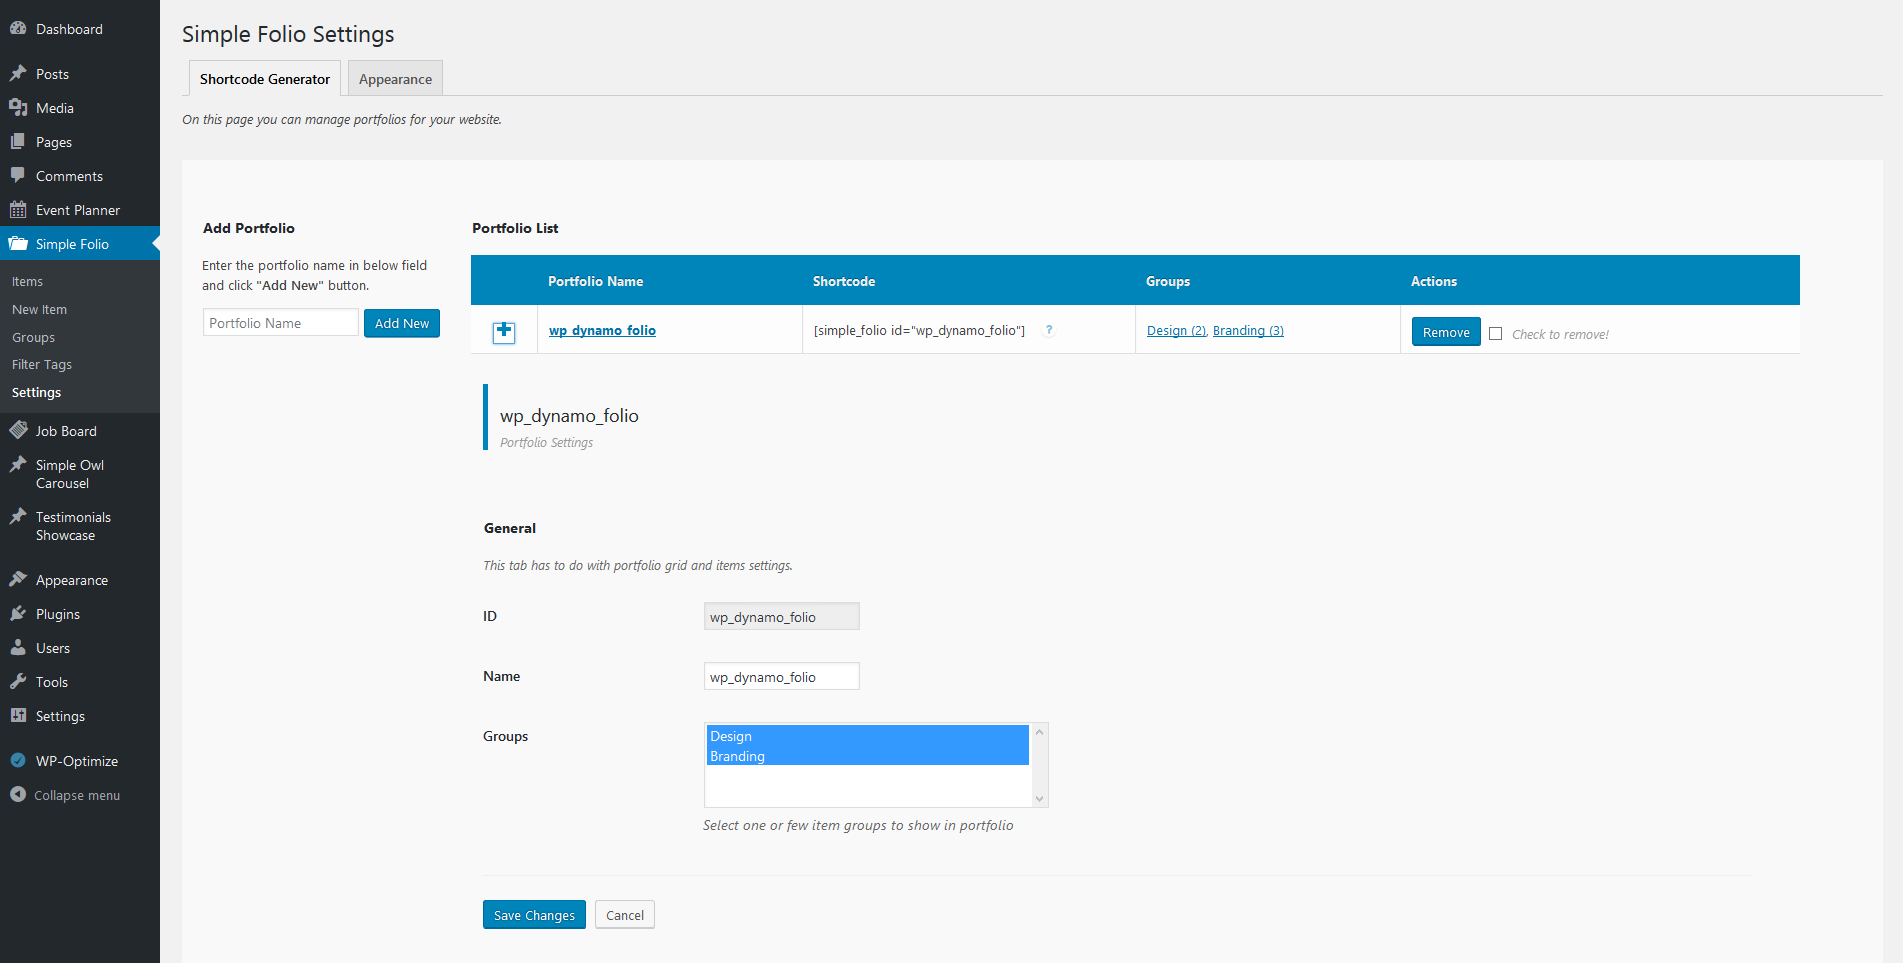 Dashboard
Posts
Media
Pages
Comments
Event Planner
Simple Folio
Items
New Item
Groups
Filter Tags
Settings
Job Board
Simple Owl
Carousel
Testimonials
Showcase
Appearance
Plugins
Users
Tools
Settings
WP-Optimize
Collapse menu
Simple Folio Settings
Shortcode Generator
Appearance
On this page you can manage portfolios for your website.
Add Portfolio
Enter the portfolio name in below field
and click "Add New" button.
Portfolio Name
Add New
Portfolio List
Portfolio Name Shortcode Groups Actions
wp_dynamo_folio [simple_folio id="wp_dynamo_folio"] ? Design (2), Branding (3) Remove Check to remove!
wp_dynamo_folio
Portfolio Settings
General
This tab has to do with portfolio grid and items settings.
ID wp_dynamo_folio
Name wp_dynamo_folio
Groups Design
Branding
Select one or few item groups to show in portfolio
Save Changes Cancel